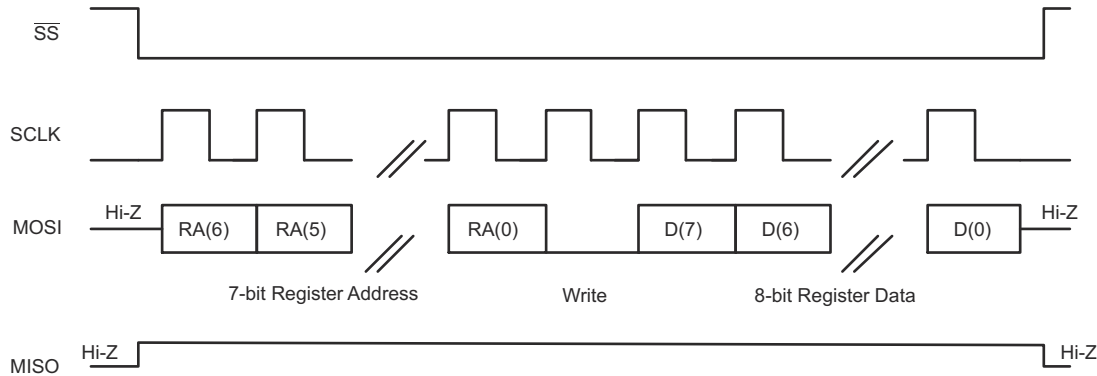 SS
SCLK
Hi-Z Hi-Z
MOSI RA(6) RA(5) RA(0) D(7) D(6) D(0)
7-bit Register Address Write 8-bit Register Data
Hi-Z Hi-Z
MISO